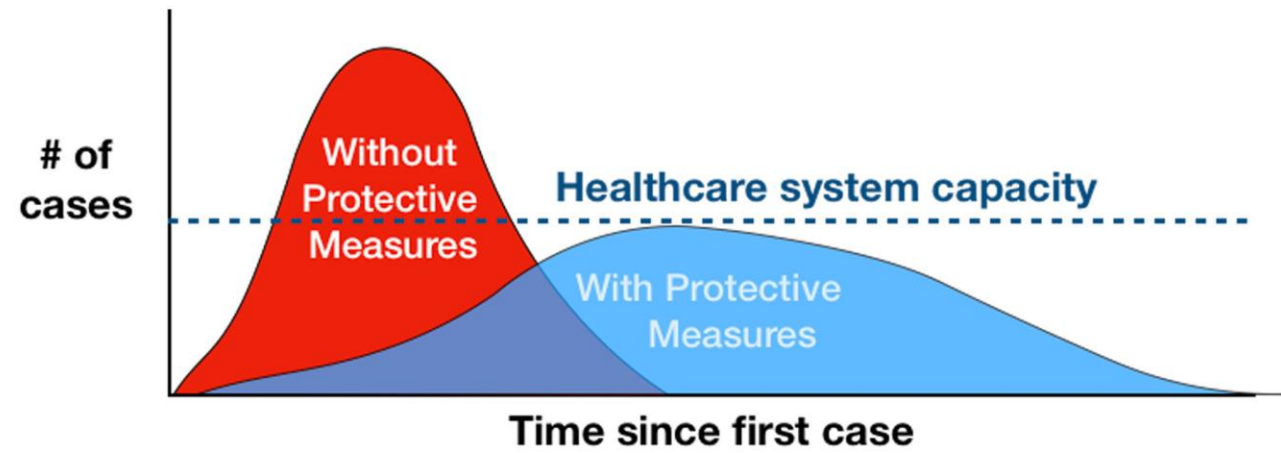 # of
cases
Without
Protective
Measures
Healthcare system capacity
With Protective
Measures
Time since first case